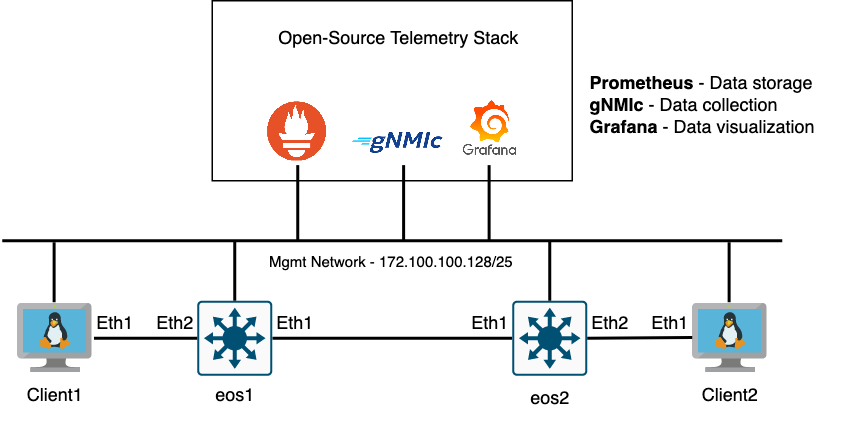 Open-Source Telemetry Stack
Prometheus - Data storage
gNMIc - Data collection
Grafana - Data visualization
gNMIc
Grafana
Mgmt Network - 172.100.100.128/25
Eth1
Eth2
Eth1
Eth1
Eth2
Eth1
Client1
eos1
eos2
Client2